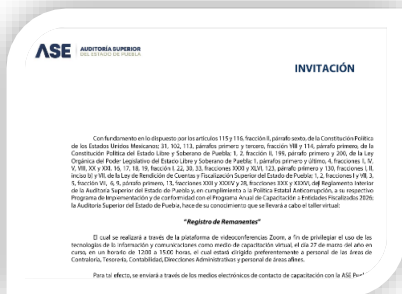 ASE AUDITORÍA SUPERIOR
DEL ESTADO DE PUEBLA
INVITACIÓN
Con fundamento en lo dispuesto por los artículos 115 y 116, fracción II, párrafo sexto, de la Constitución Política
de los Estados Unidos Mexicanos; 31, 102, 113, párrafos primero y tercero, fracción VIII y 114, párrafo primero, de la
Constitución Política del Estado Libre y Soberano de Puebla; 1, 2, fracción II, 199, párrafo primero y 200, de la Ley
Orgánica del Poder Legislativo del Estado Libre y Soberano de Puebla; 1, párrafos primero y último, 4, fracciones I, IV,
V, VIII, XX y XXI, 16, 17, 18, 19, fracción I, 22, 30, 33, fracciones XXXII y XLVI, 123, párrafo primero y 130, fracciones I, II,
inciso b) y VII, de la Ley de Rendición de Cuentas y Fiscalización Superior del Estado de Puebla; 1, 2, fracciones I y VIII, 3,
5, fracción VII, 6, 9, párrafo primero, 13, fracciones XXII y XXXIV y 28, fracciones XXX y XXXVI, del Reglamento Interior
de la Auditoría Superior del Estado de Puebla y, en cumplimiento a la Política Estatal Anticorrupción, a su respectivo
Programa de Implementación y de conformidad con el Programa Anual de Capacitación a Entidades Fiscalizadas 2026;
la Auditoría Superior del Estado de Puebla, hace de su conocimiento que se llevará a cabo el taller virtual:
"Registro de Remanentes"
El cual se realizará a través de la plataforma de videoconferencias Zoom, a fin de privilegiar el uso de las
tecnologías de la información y comunicaciones como medio de capacitación virtual, el día 27 de marzo del año en
curso, en un horario de 12:00 a 15:00 horas, el cual estará dirigido preferentemente a personal de las áreas de
Contraloría, Tesorería, Contabilidad, Direcciones Administrativas y personal de áreas afines.
Para tal efecto, se enviará a través de los medios electrónicos de contacto de capacitación con la ASE